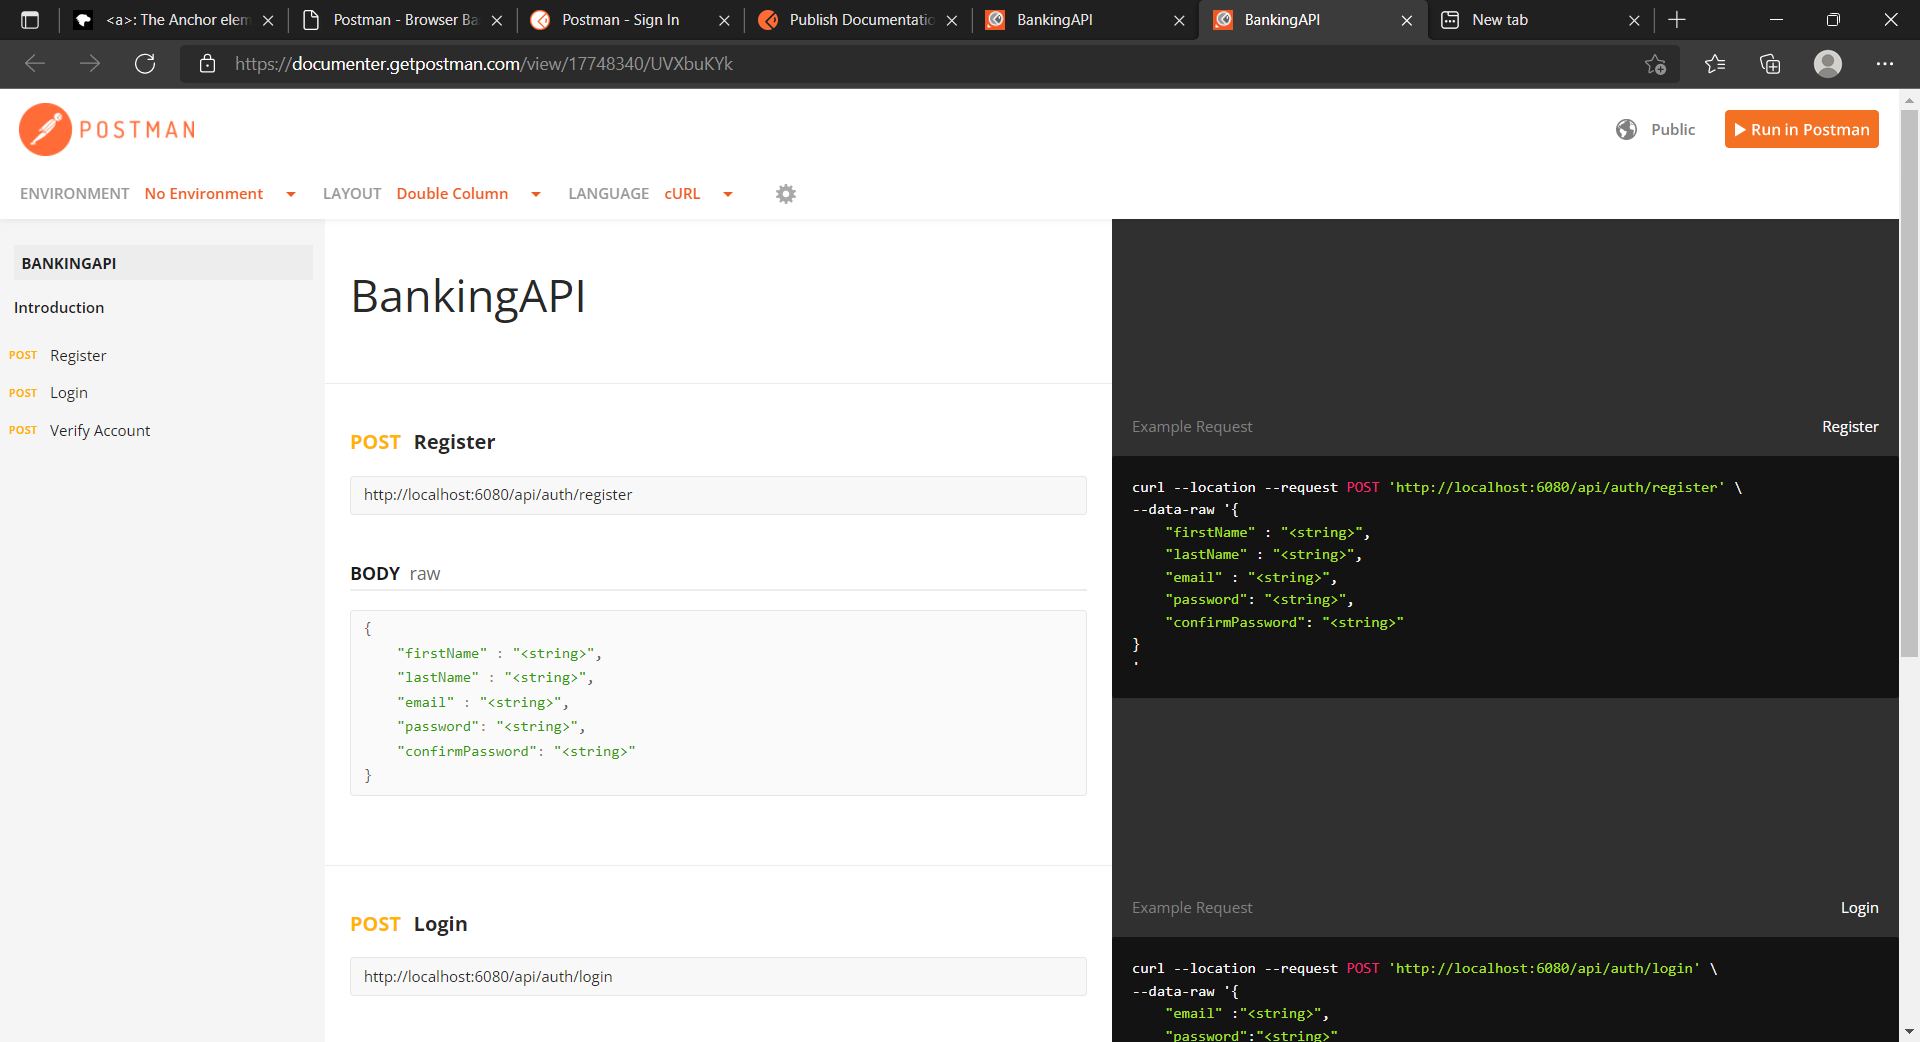 <a>: The Anchor elem
Postman - Browser Ba
Postman - Sign In
Publish Documentatio
BankingAPI
BankingAPI
New tab
https://documenter.getpostman.com/view/17748340/UVXbuKYk
POSTMAN
Public
Run in Postman
ENVIRONMENT No Environment LAYOUT Double Column LANGUAGE cURL
BANKINGAPI
Introduction
POST Register
POST Login
POST Verify Account
BankingAPI
POST Register
http://localhost:6080/api/auth/register
BODY raw
{
"firstName" : "<string>",
"lastName" : "<string>",
"email" : "<string>",
"password": "<string>",
"confirmPassword": "<string>"
}
POST Login
http://localhost:6080/api/auth/login
Example Request Register
curl --location --request POST 'http://localhost:6080/api/auth/register' \
--data-raw '{
"firstName" : "<string>",
"lastName" : "<string>",
"email" : "<string>",
"password": "<string>",
"confirmPassword": "<string>"
}
'
Example Request Login
curl --location --request POST 'http://localhost:6080/api/auth/login' \
--data-raw '{
"email" :"<string>",
"password":"<string>"